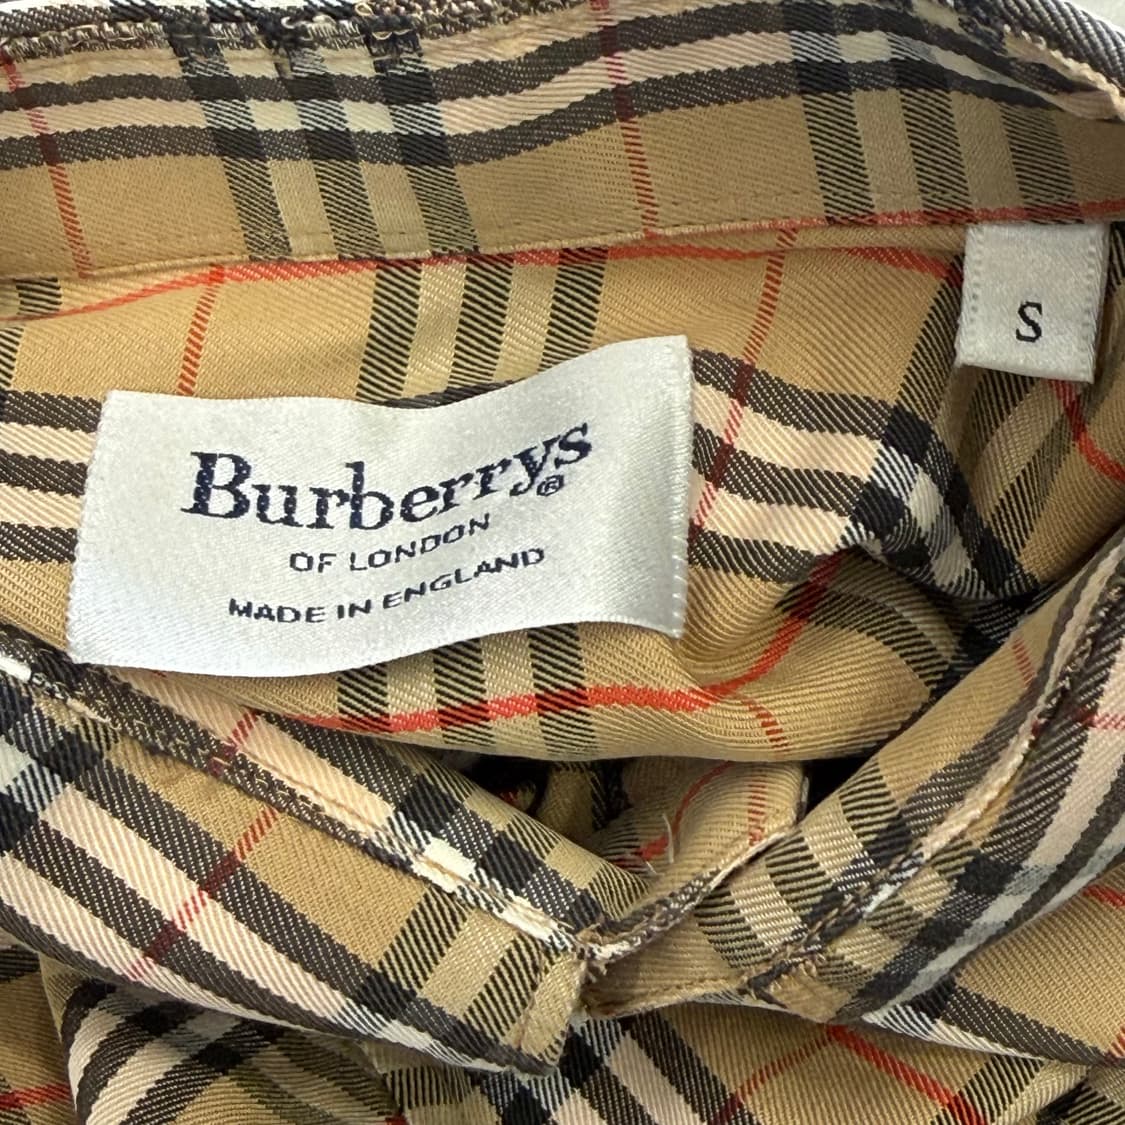 S
Burberrys®
OF LONDON
MADE IN ENGLAND